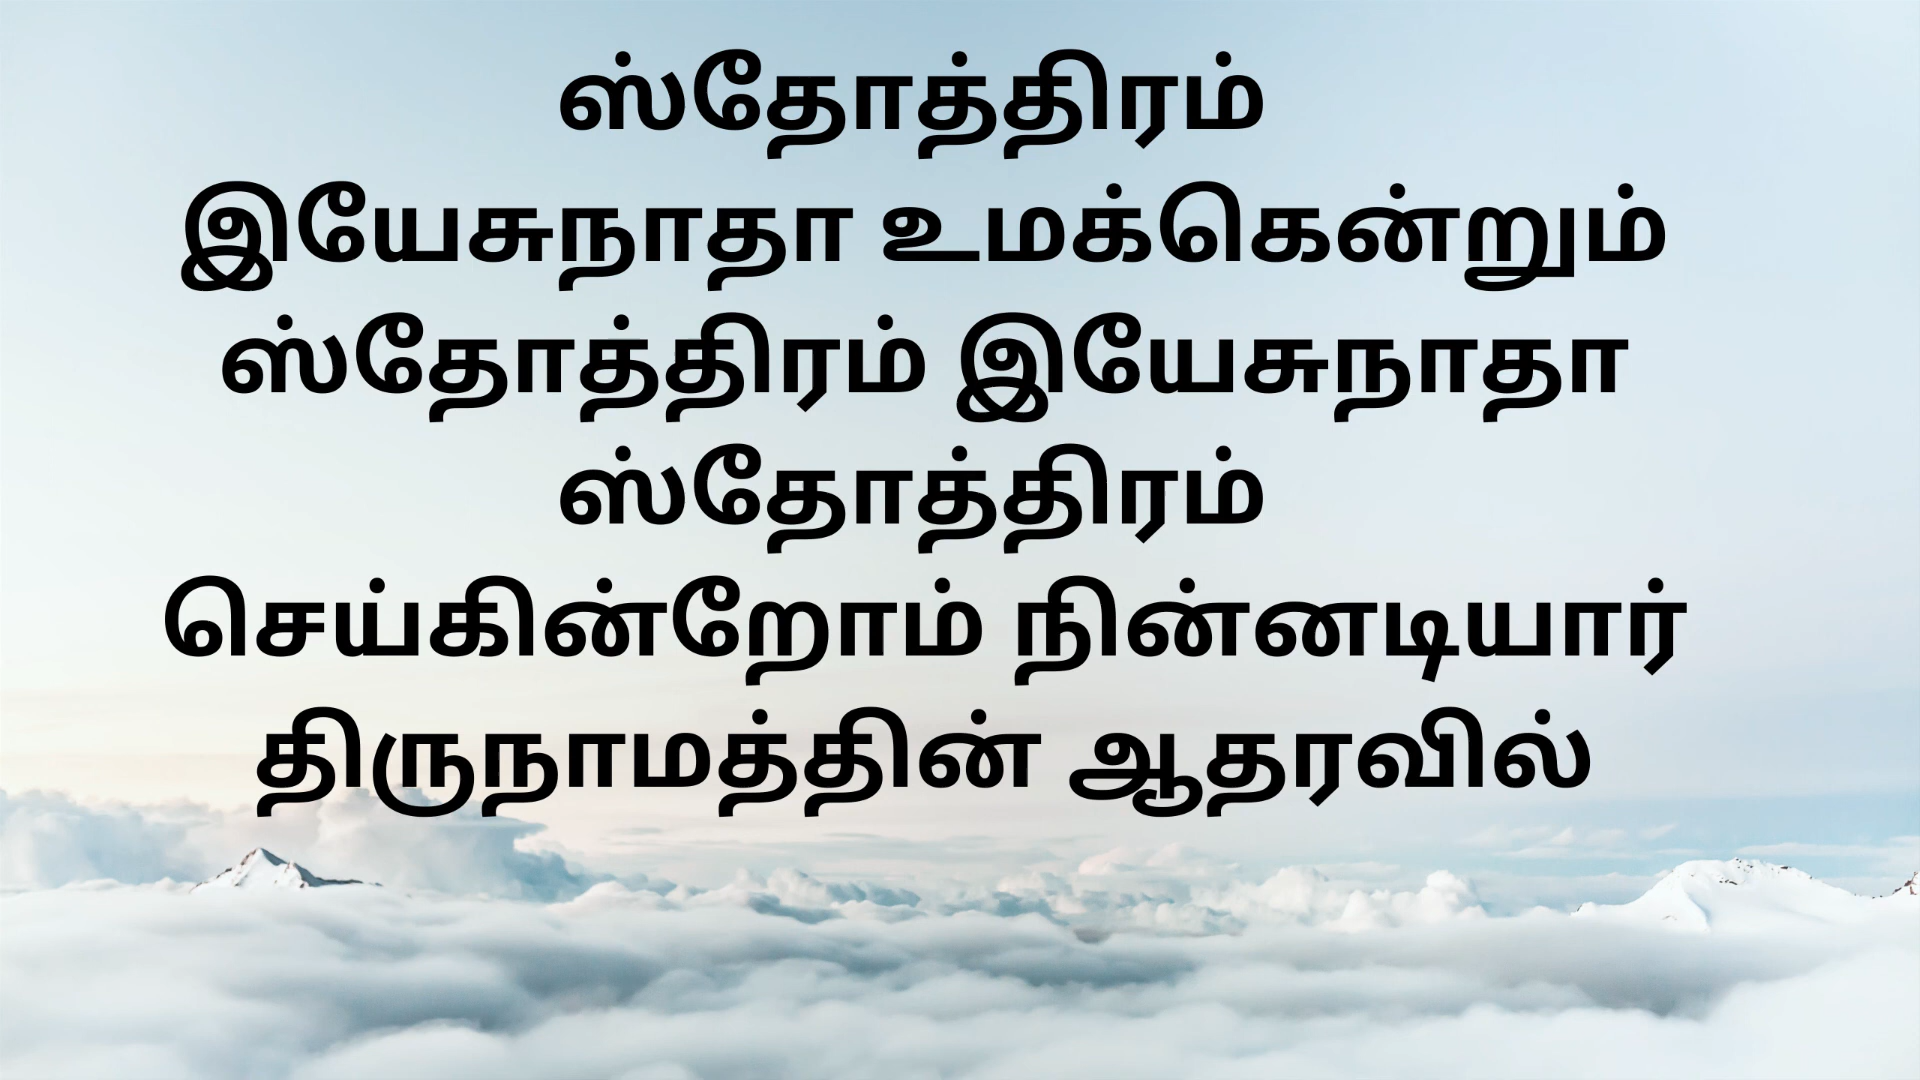 ஸ்தோத்திரம்
இயேசுநாதா உமக்கென்றும்
ஸ்தோத்திரம் இயேசுநாதா
ஸ்தோத்திரம்
செய்கின்றோம் நின்னடியார்
திருநாமத்தின் ஆதரவில்